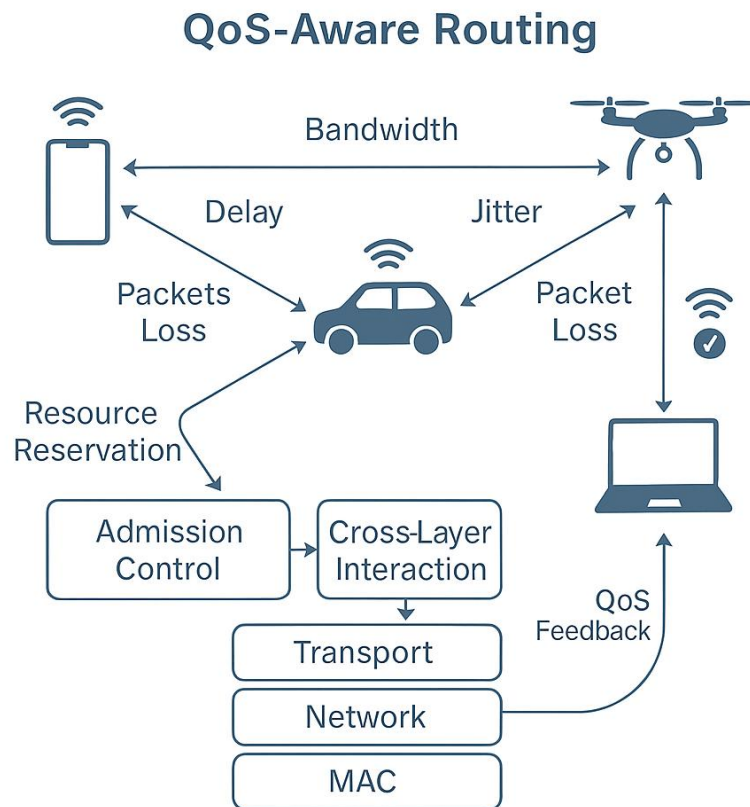 QoS-Aware Routing
Bandwidth
Delay
Jitter
Packets
Loss
Packet
Loss
Resource
Reservation
Admission
Control
Cross-Layer
Interaction
QoS
Feedback
Transport
Network
MAC